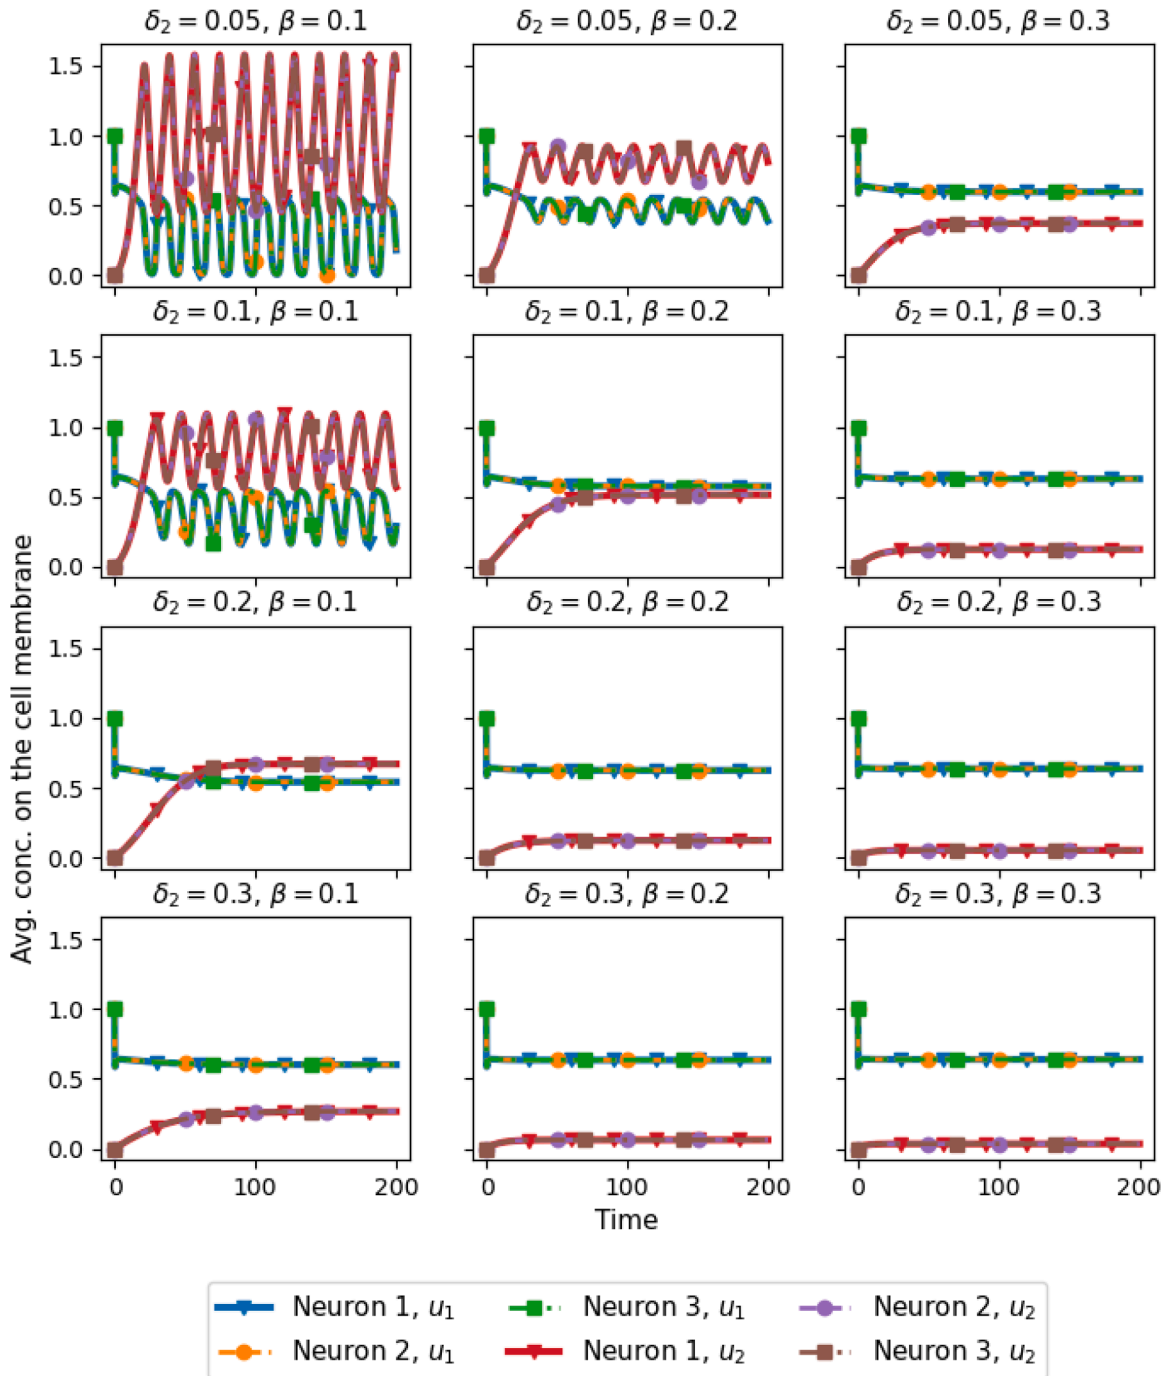 δ₂ = 0.05, β = 0.1 δ₂ = 0.05, β = 0.2 δ₂ = 0.05, β = 0.3
1.5
1.0
0.5
0.0
δ₂ = 0.1, β = 0.1 δ₂ = 0.1, β = 0.2 δ₂ = 0.1, β = 0.3
1.5
1.0
0.5
0.0
Avg. conc. on the cell membrane
δ₂ = 0.2, β = 0.1 δ₂ = 0.2, β = 0.2 δ₂ = 0.2, β = 0.3
1.5
1.0
0.5
0.0
δ₂ = 0.3, β = 0.1 δ₂ = 0.3, β = 0.2 δ₂ = 0.3, β = 0.3
1.5
1.0
0.5
0.0
0 100 200 0 100 200 0 100 200
Time
Neuron 1, u₁ Neuron 3, u₁ Neuron 2, u₂
Neuron 2, u₁ Neuron 1, u₂ Neuron 3, u₂